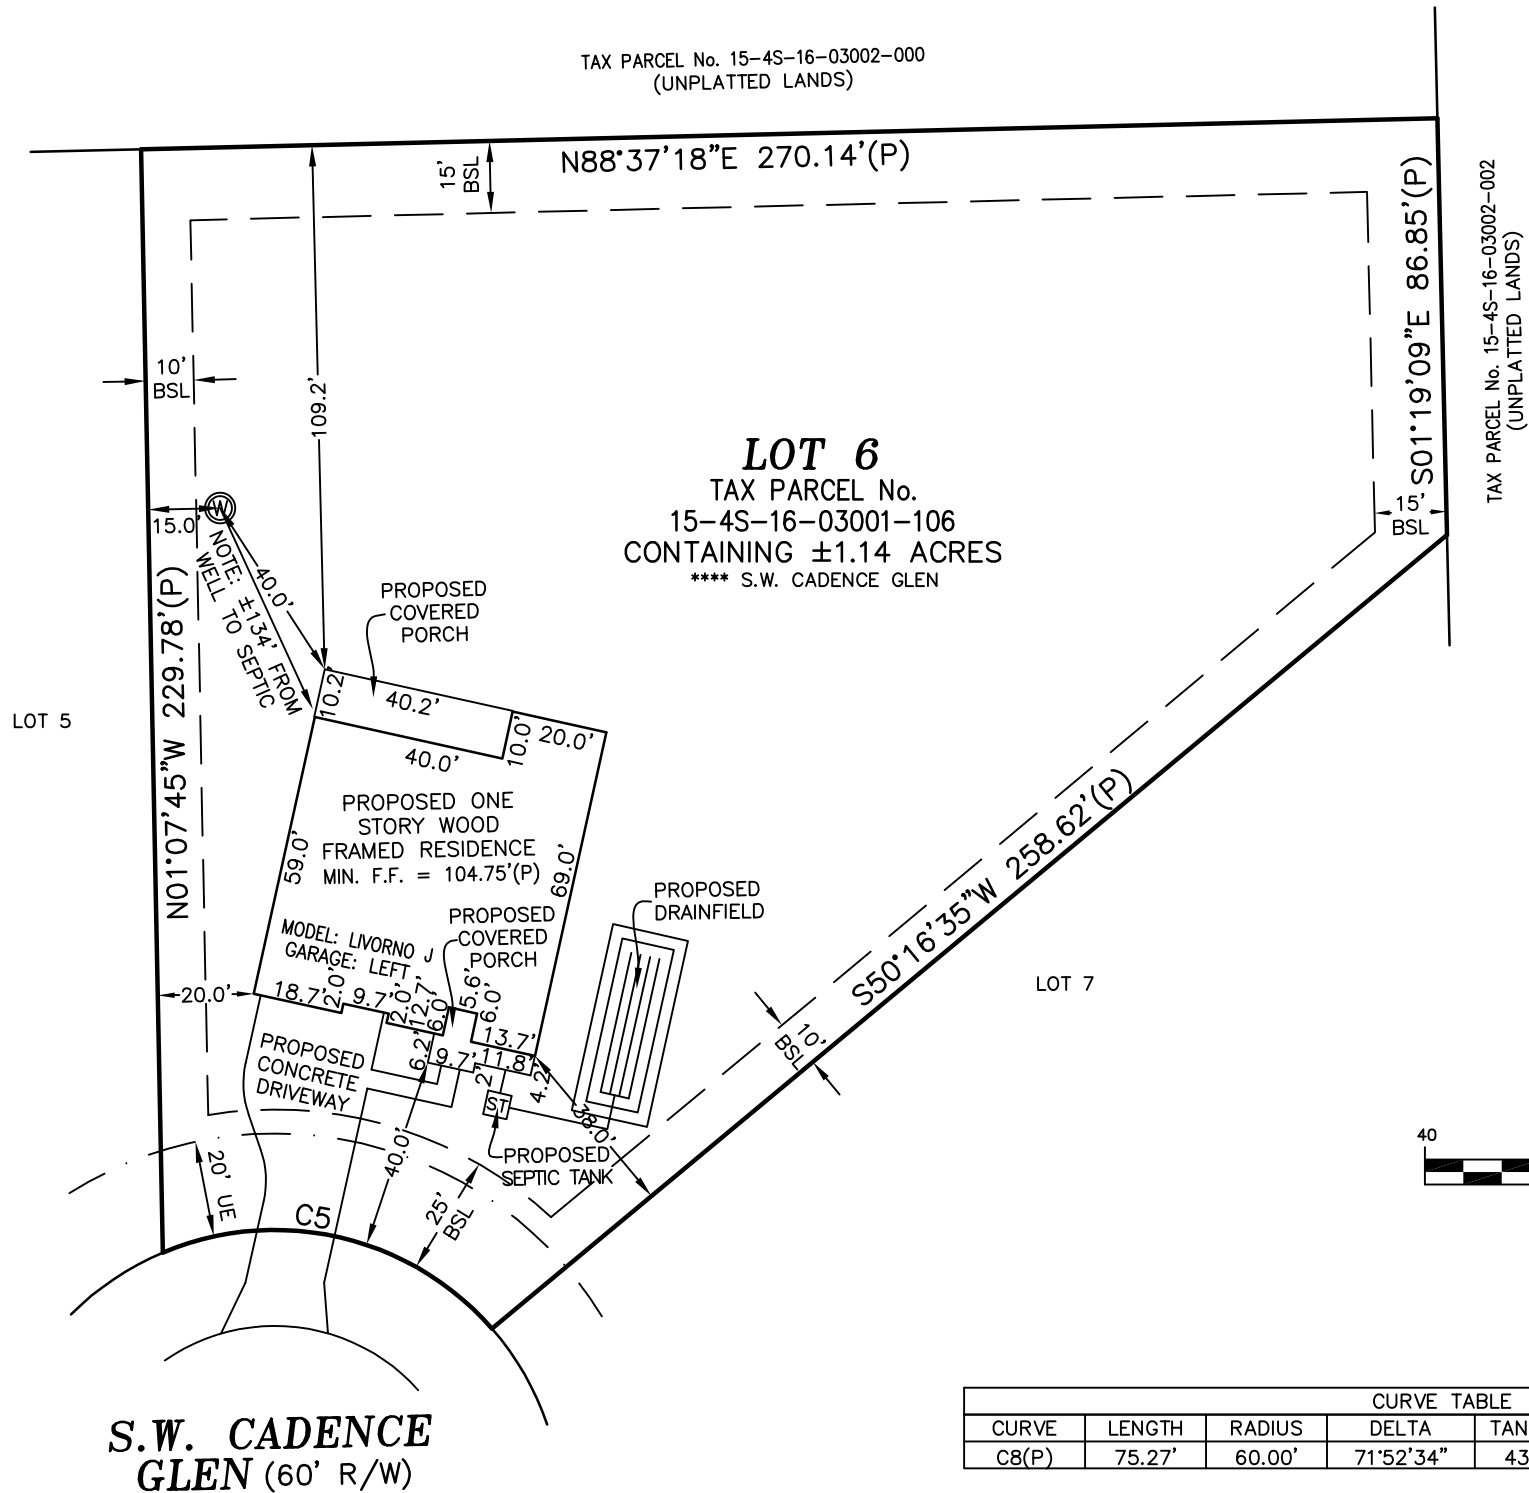 TAX PARCEL No. 15-4S-16-03002-000
(UNPLATTED LANDS)
N88°37'18"E 270.14'(P)
15'
BSL
S01°19'09"E 86.85'(P)
TAX PARCEL No. 15-4S-16-03002-002
(UNPLATTED LANDS)
10'
BSL
109.2'
LOT 6
TAX PARCEL No.
15-4S-16-03001-106
CONTAINING ±1.14 ACRES
**** S.W. CADENCE GLEN
15'
BSL
W
15.0'
40.0'
NOTE: ±134' FROM
WELL TO SEPTIC
N01°07'45"W 229.78'(P)
LOT 5
PROPOSED
COVERED
PORCH
10.2'
40.2'
40.0'
10.0'
20.0'
PROPOSED ONE
STORY WOOD
FRAMED RESIDENCE
MIN. F.F. = 104.75'(P)
59.0'
69.0'
PROPOSED
DRAINFIELD
S50°16'35"W 258.62'(P)
LOT 7
MODEL: LIVORNO J
GARAGE: LEFT
PROPOSED
COVERED
PORCH
20.0'
18.7'
2.0'
9.7'
2.0'
12.7'
6.0'
5.6'
6.0'
13.7'
6.2'
9.7'
11.8'
2'
4.2'
10'
BSL
PROPOSED
CONCRETE
DRIVEWAY
ST
38.0'
40.0'
PROPOSED
SEPTIC TANK
20' UE
C5
25'
BSL
40
S.W. CADENCE
GLEN (60' R/W)
CURVE TABLE
CURVE LENGTH RADIUS DELTA TAN
C8(P) 75.27' 60.00' 71°52'34" 43